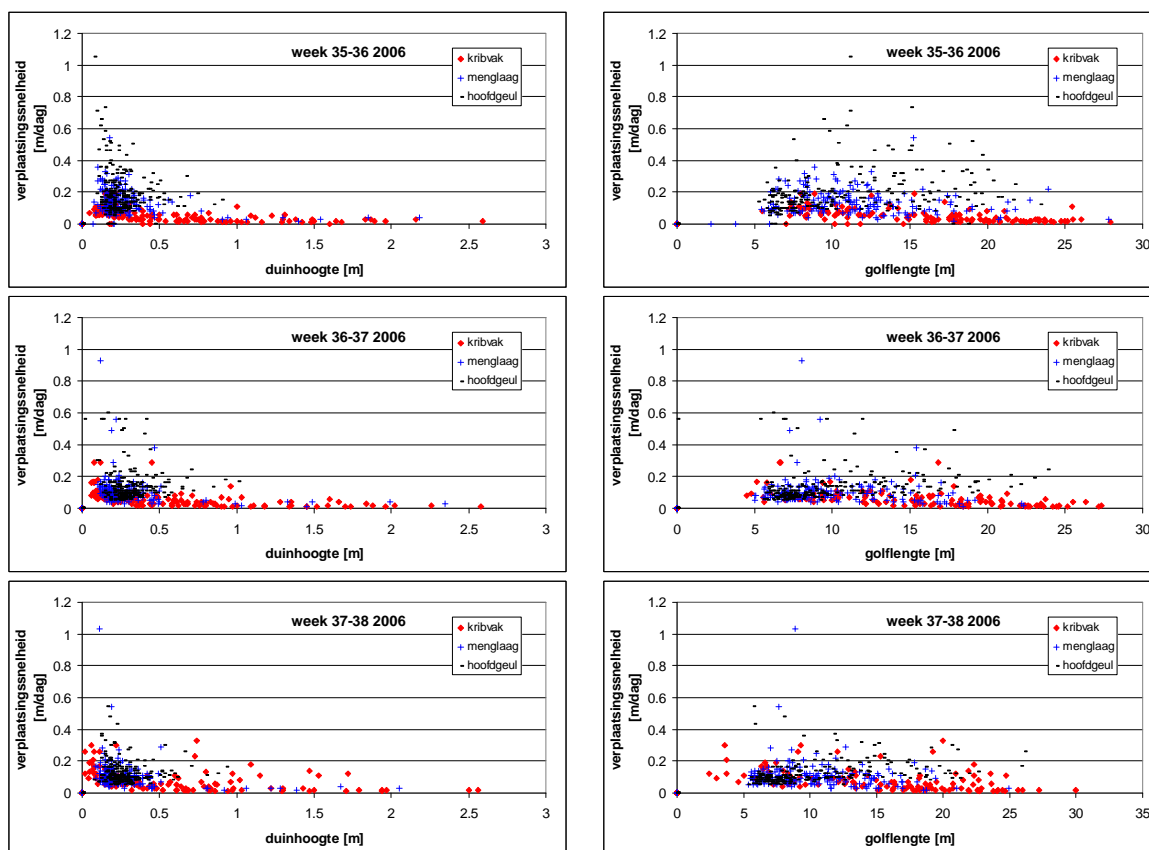 week 35-36 2006
verplaatsingssnelheid
[m/dag]
1.2
1
0.8
0.6
0.4
0.2
0
kribvak
menglaag
hoofdgeul
0 0.5 1 1.5 2 2.5 3
duinhoogte [m]
week 35-36 2006
verplaatsingssnelheid
[m/dag]
1.2
1
0.8
0.6
0.4
0.2
0
kribvak
menglaag
hoofdgeul
0 5 10 15 20 25 30
golflengte [m]
week 36-37 2006
verplaatsingssnelheid
[m/dag]
1.2
1
0.8
0.6
0.4
0.2
0
kribvak
menglaag
hoofdgeul
0 0.5 1 1.5 2 2.5 3
duinhoogte [m]
week 36-37 2006
verplaatsingssnelheid
[m/dag]
1.2
1
0.8
0.6
0.4
0.2
0
kribvak
menglaag
hoofdgeul
0 5 10 15 20 25 30
golflengte [m]
week 37-38 2006
verplaatsingssnelheid
[m/dag]
1.2
1
0.8
0.6
0.4
0.2
0
kribvak
menglaag
hoofdgeul
0 0.5 1 1.5 2 2.5 3
duinhoogte [m]
week 37-38 2006
verplaatsingssnelheid
[m/dag]
1.2
1
0.8
0.6
0.4
0.2
0
kribvak
menglaag
hoofdgeul
0 5 10 15 20 25 30 35
golflengte [m]